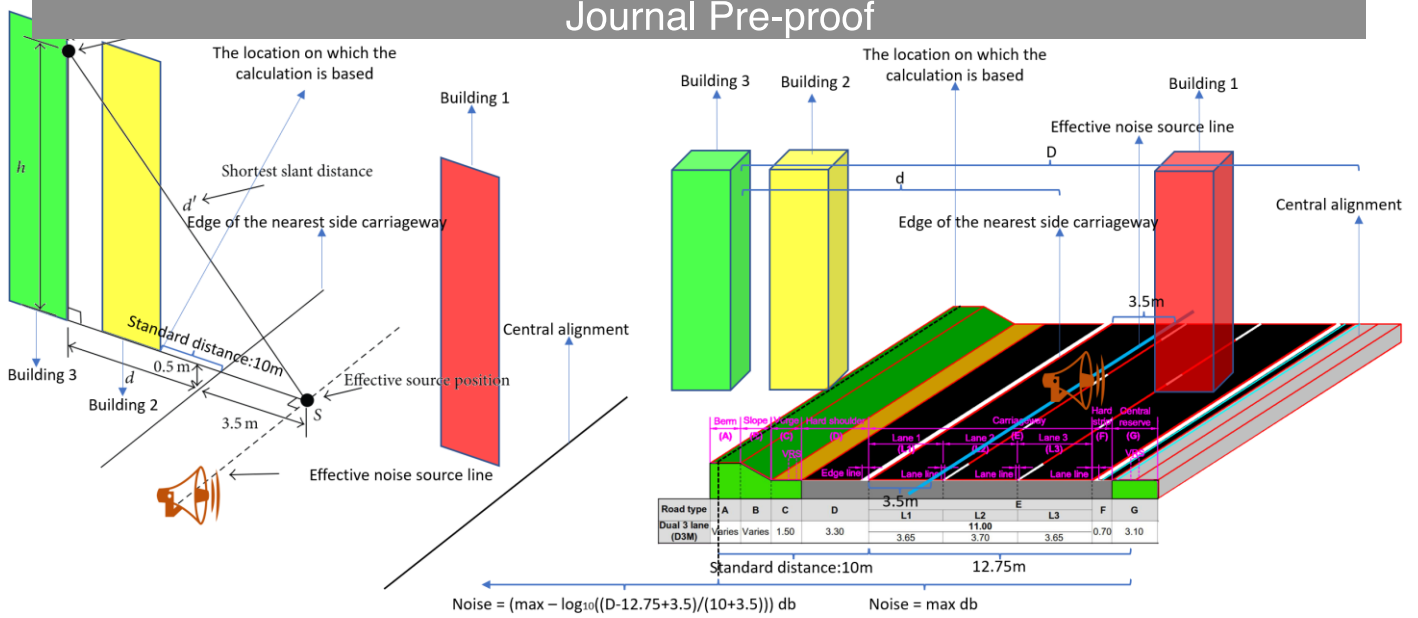 Journal Pre-proof
The location on which the
calculation is based
Building 1
h
Shortest slant distance
d'
Edge of the nearest side carriageway
Standard distance:10m
Central alignment
Building 3
d
0.5 m
Effective source position
Building 2
3.5 m
S
Effective noise source line
The location on which the
calculation is based
Building 3
Building 2
Building 1
Effective noise source line
D
d
Central alignment
Edge of the nearest side carriageway
3.5m
Berm
Slope
Hard shoulder
Hard
strip
Central
reserve
(A)
(C)
(D)
(E)
(F)
(G)
Lane 1
(L1)
Lane 2
(L2)
Lane 3
(L3)
Edge line
Lane line
Lane line
Lane line
3.5m
Road type A B C D E F G
L1 L2 L3
Dual 3 lane
(D3M)
Varies Varies 1.50 3.30 11.00 0.70 3.10
3.65 3.70 3.65
Standard distance:10m
12.75m
Noise = (max – log₁₀((D-12.75+3.5)/(10+3.5))) db
Noise = max db